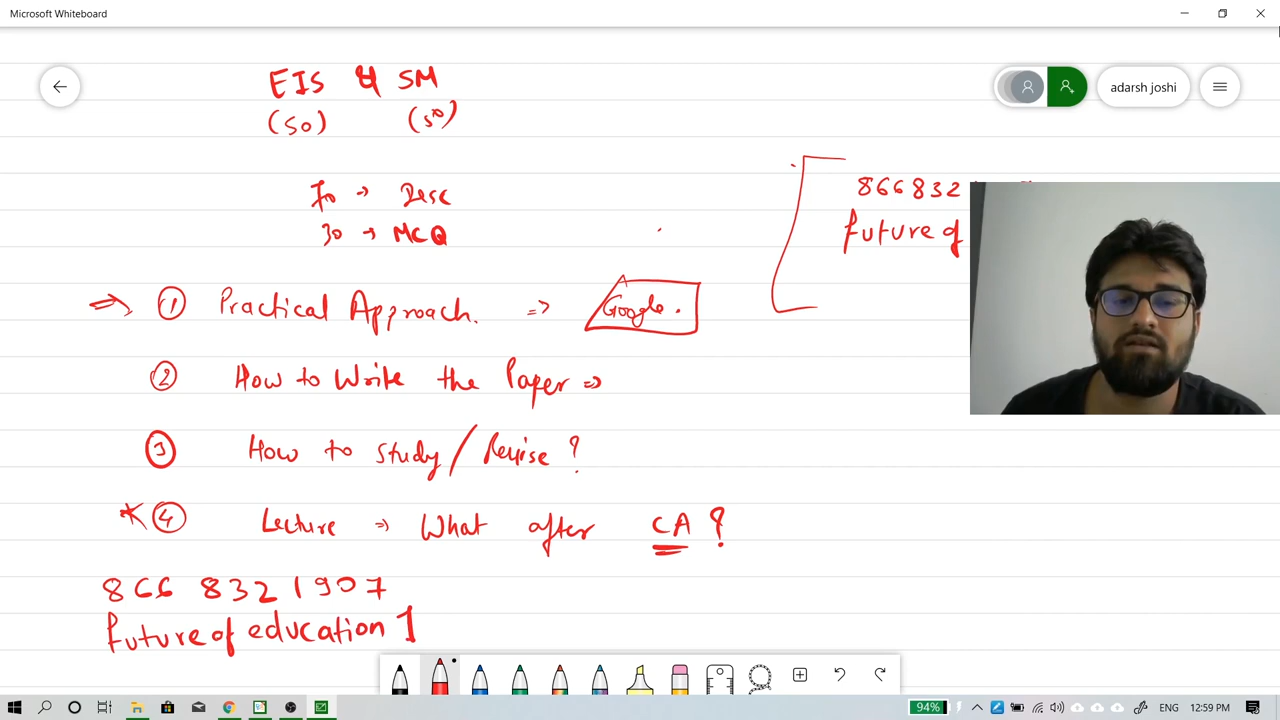 Microsoft Whiteboard
adarsh joshi
EIS & SM
(50) (50)
70 → Desc
30 → MCQ
866832
future of
⇒ ① Practical Approach. ⇒ Google.
② How to Write the Paper ⇒
③ How to study/Revise?
* ④ Lecture ⇒ What after CA?
866 832 1907
future of education 1
94%
ENG
12:59 PM